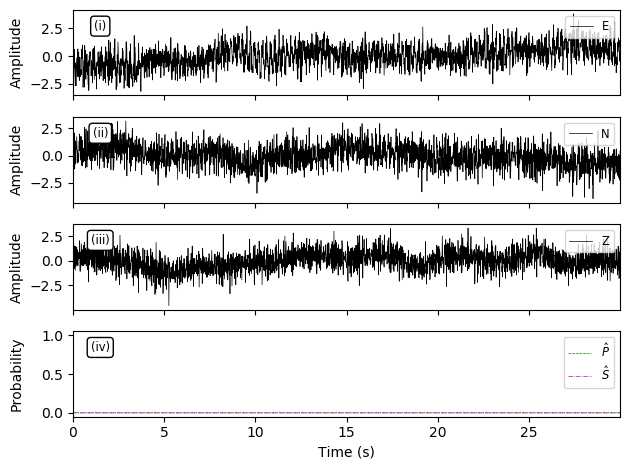 (i)
E
Amplitude
2.5
0.0
−2.5
(ii)
N
Amplitude
2.5
0.0
−2.5
(iii)
Z
Amplitude
2.5
0.0
−2.5
(iv)
P̂
Ŝ
Probability
1.0
0.5
0.0
0 5 10 15 20 25
Time (s)